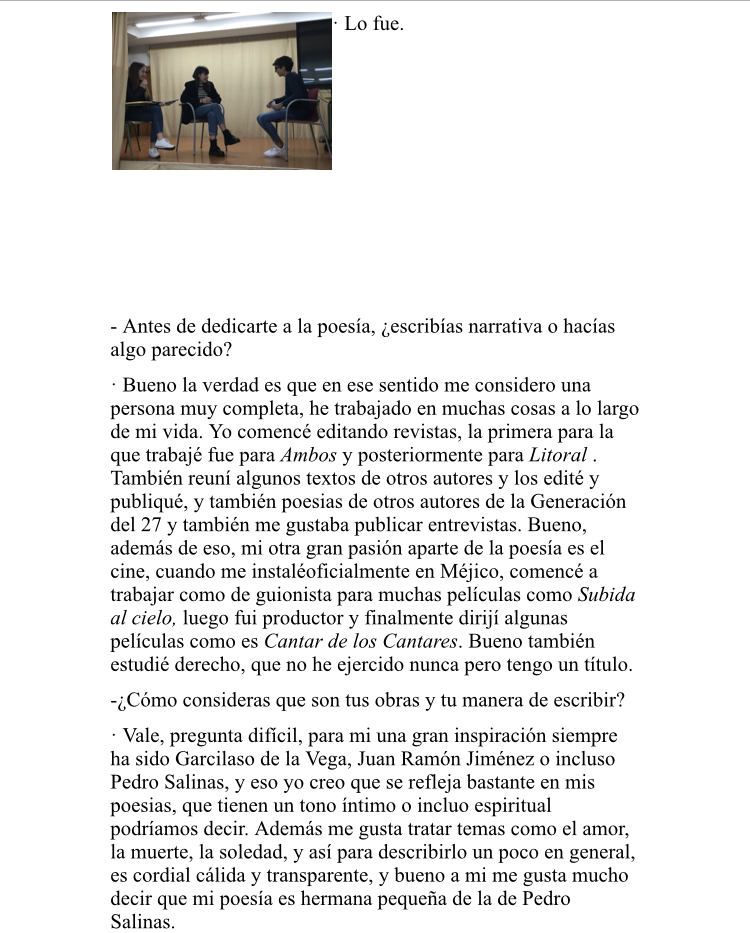 · Lo fue.
- Antes de dedicarte a la poesía, ¿escribías narrativa o hacías
algo parecido?
· Bueno la verdad es que en ese sentido me considero una
persona muy completa, he trabajado en muchas cosas a lo largo
de mi vida. Yo comencé editando revistas, la primera para la
que trabajé fue para Ambos y posteriormente para Litoral .
También reuní algunos textos de otros autores y los edité y
publiqué, y también poesias de otros autores de la Generación
del 27 y también me gustaba publicar entrevistas. Bueno,
además de eso, mi otra gran pasión aparte de la poesía es el
cine, cuando me instaléoficialmente en Méjico, comencé a
trabajar como de guionista para muchas películas como Subida
al cielo, luego fui productor y finalmente dirijí algunas
películas como es Cantar de los Cantares. Bueno también
estudié derecho, que no he ejercido nunca pero tengo un título.
-¿Cómo consideras que son tus obras y tu manera de escribir?
· Vale, pregunta difícil, para mi una gran inspiración siempre
ha sido Garcilaso de la Vega, Juan Ramón Jiménez o incluso
Pedro Salinas, y eso yo creo que se refleja bastante en mis
poesias, que tienen un tono íntimo o incluo espiritual
podríamos decir. Además me gusta tratar temas como el amor,
la muerte, la soledad, y así para describirlo un poco en general,
es cordial cálida y transparente, y bueno a mi me gusta mucho
decir que mi poesía es hermana pequeña de la de Pedro
Salinas.